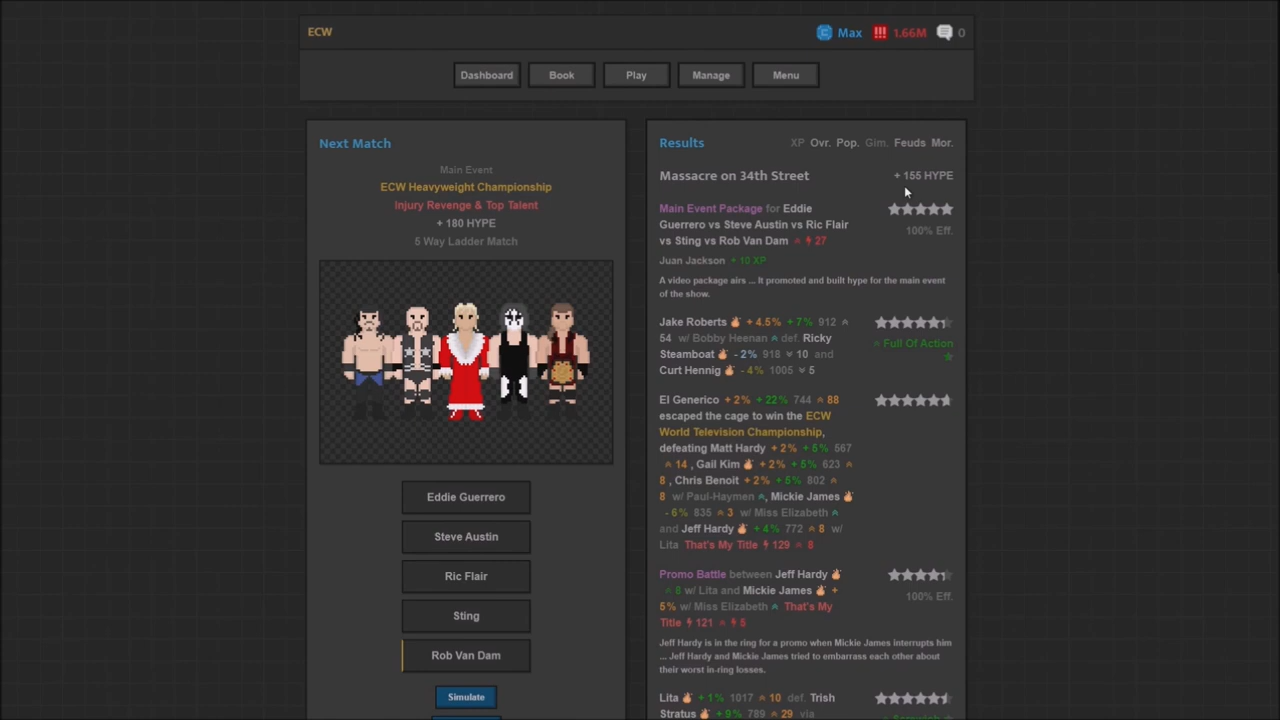 ECW
Max
1.66M
0
Dashboard
Book
Play
Manage
Menu
Next Match
Main Event
ECW Heavyweight Championship
Injury Revenge & Top Talent
+ 180 HYPE
5 Way Ladder Match
Eddie Guerrero
Steve Austin
Ric Flair
Sting
Rob Van Dam
Simulate
Results
XP Ovr. Pop. Gim. Feuds Mor.
Massacre on 34th Street + 155 HYPE
Main Event Package for Eddie
Guerrero vs Steve Austin vs Ric Flair
vs Sting vs Rob Van Dam 27
100% Eff.
Juan Jackson + 10 XP
A video package airs ... It promoted and built hype for the main event
of the show.
Jake Roberts + 4.5% + 7% 912
54 w/ Bobby Heenan def. Ricky
Steamboat - 2% 918 10 and
Curt Hennig - 4% 1005 5
Full Of Action
El Generico + 2% + 22% 744 88
escaped the cage to win the ECW
World Television Championship,
defeating Matt Hardy + 2% + 5% 567
14 , Gail Kim + 2% + 5% 623
8 , Chris Benoit + 2% + 5% 802
8 w/ Paul-Haymen , Mickie James
- 6% 835 3 w/ Miss Elizabeth
and Jeff Hardy + 4% 772 8 w/
Lita That's My Title 129 8
Promo Battle between Jeff Hardy
8 w/ Lita and Mickie James +
5% w/ Miss Elizabeth That's My
Title 121 5
100% Eff.
Jeff Hardy is in the ring for a promo when Mickie James interrupts him
... Jeff Hardy and Mickie James tried to embarrass each other about
their worst in-ring losses.
Lita + 1% 1017 10 def. Trish
Stratus + 9% 789 29 via